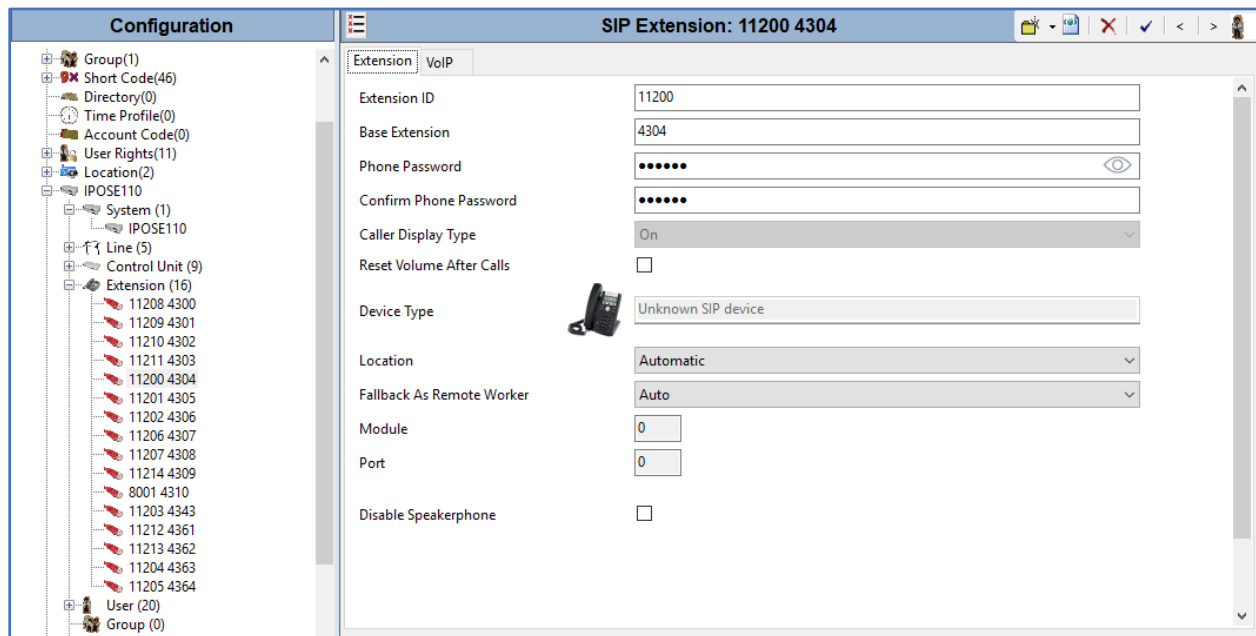 Configuration
Group(1)
Short Code(46)
Directory(0)
Time Profile(0)
Account Code(0)
User Rights(11)
Location(2)
IPOSE110
System (1)
IPOSE110
Line (5)
Control Unit (9)
Extension (16)
11208 4300
11209 4301
11210 4302
11211 4303
11200 4304
11201 4305
11202 4306
11206 4307
11207 4308
11214 4309
8001 4310
11203 4343
11212 4361
11213 4362
11204 4363
11205 4364
User (20)
Group (0)
SIP Extension: 11200 4304
Extension VoIP
Extension ID 11200
Base Extension 4304
Phone Password ••••••
Confirm Phone Password ••••••
Caller Display Type On
Reset Volume After Calls
Device Type Unknown SIP device
Location Automatic
Fallback As Remote Worker Auto
Module 0
Port 0
Disable Speakerphone